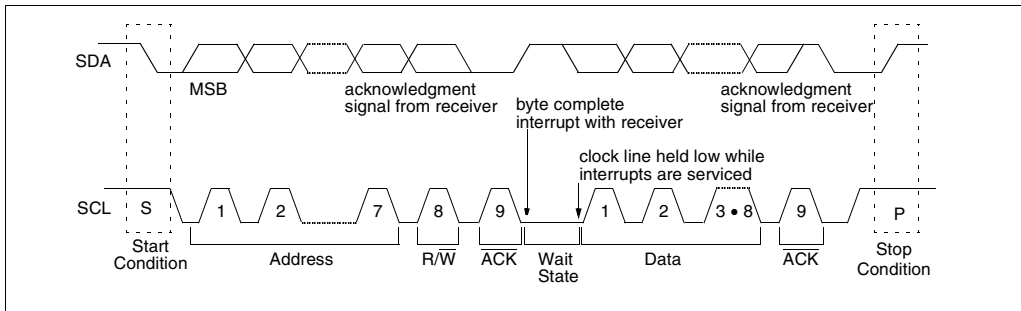 SDA
MSB
acknowledgment
signal from receiver
byte complete
interrupt with receiver
acknowledgment
signal from receiver
clock line held low while
interrupts are serviced
SCL
S
1
2
7
8
9
1
2
3 • 8
9
P
Start
Condition
Address
R/W̅
A̅C̅K̅
Wait
State
Data
A̅C̅K̅
Stop
Condition